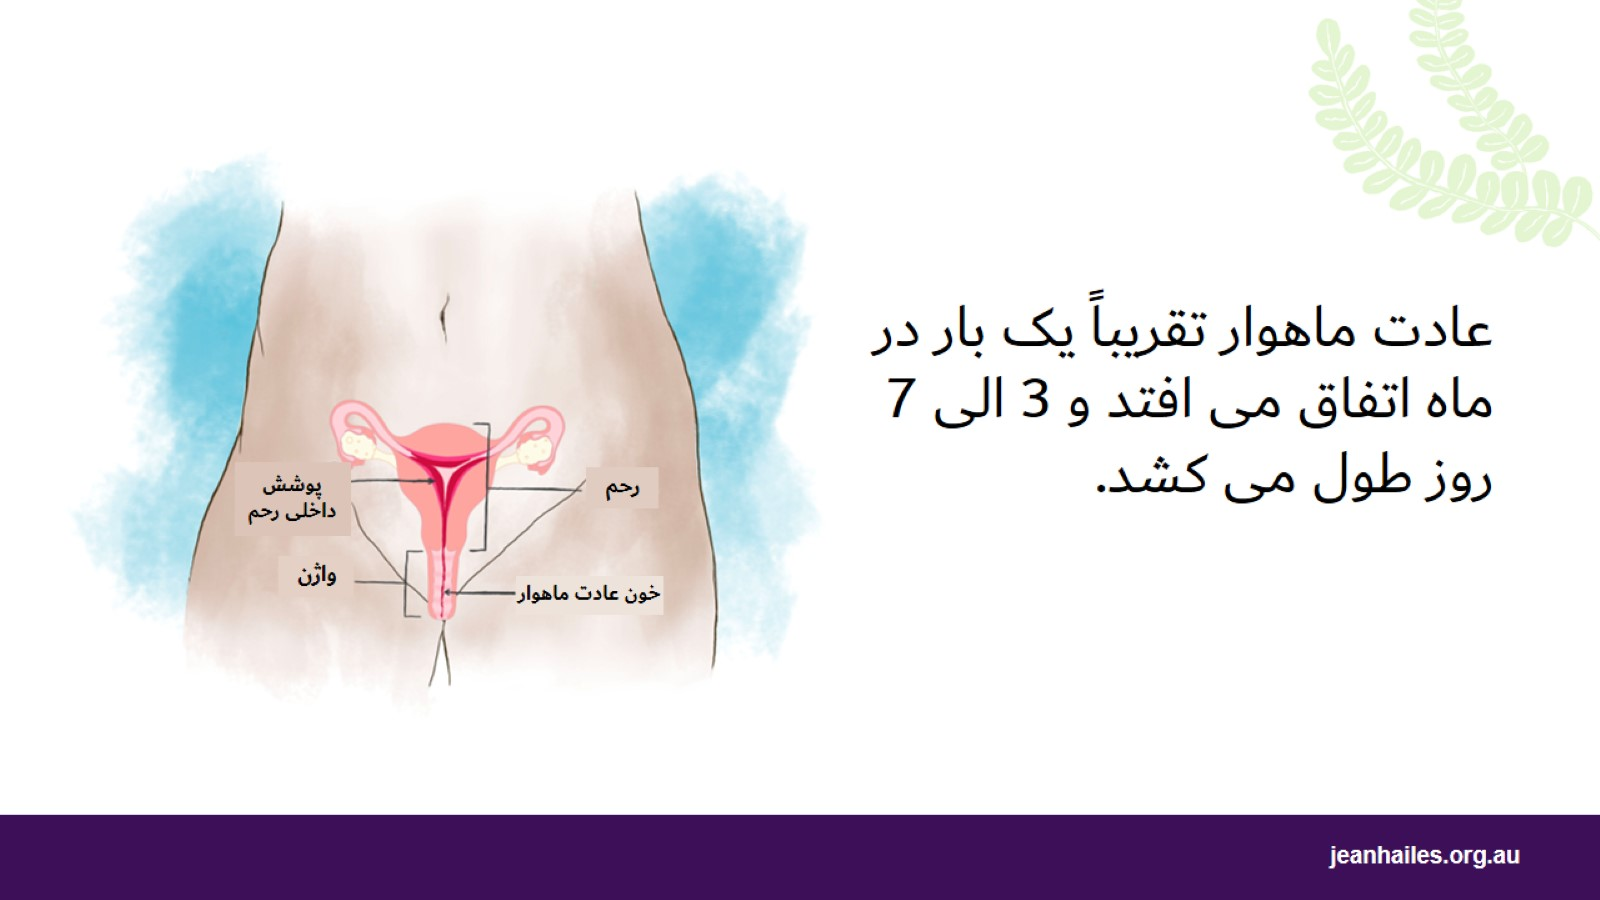 عادت ماهوار تقریباً یک بار در
ماه اتفاق می افتد و 3 الی 7
روز طول می کشد.
پوشش
داخلی رحم
رحم
واژن
خون عادت ماهوار
jeanhailes.org.au